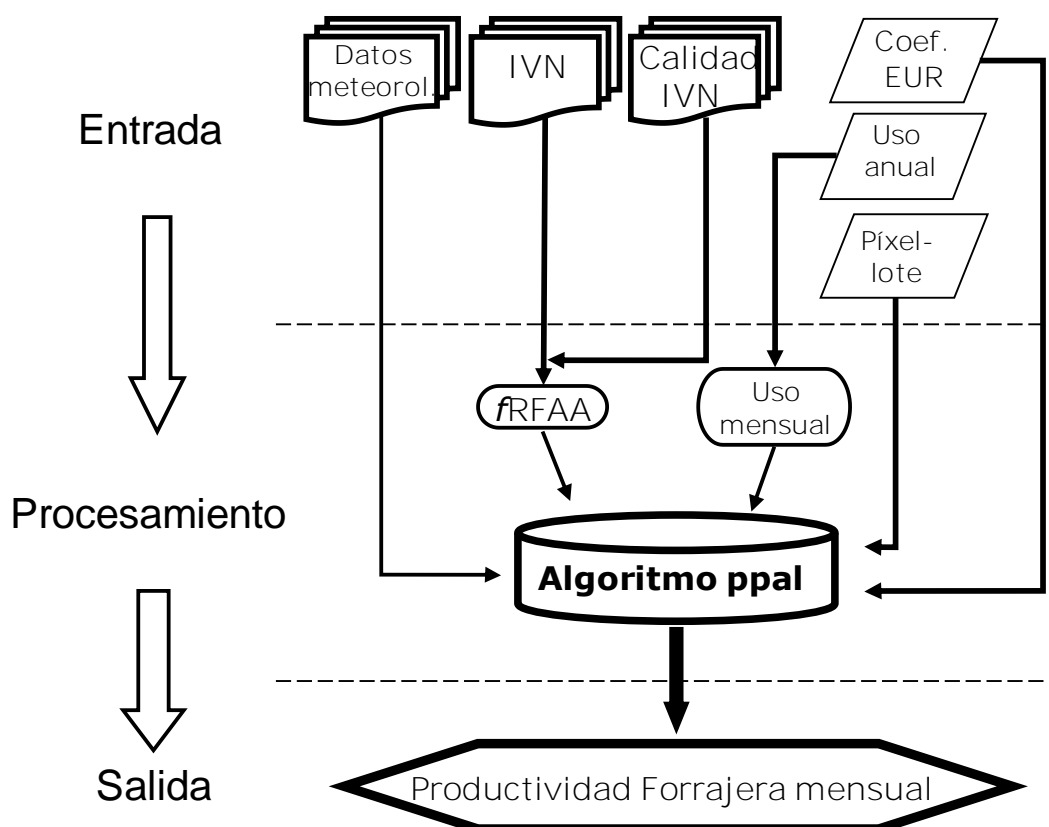 Datos
meteorol.
IVN
Calidad
IVN
Coef.
EUR
Entrada
Uso
anual
Píxel-
lote
fRFAA
Uso
mensual
Procesamiento
Algoritmo ppal
Salida
Productividad Forrajera mensual